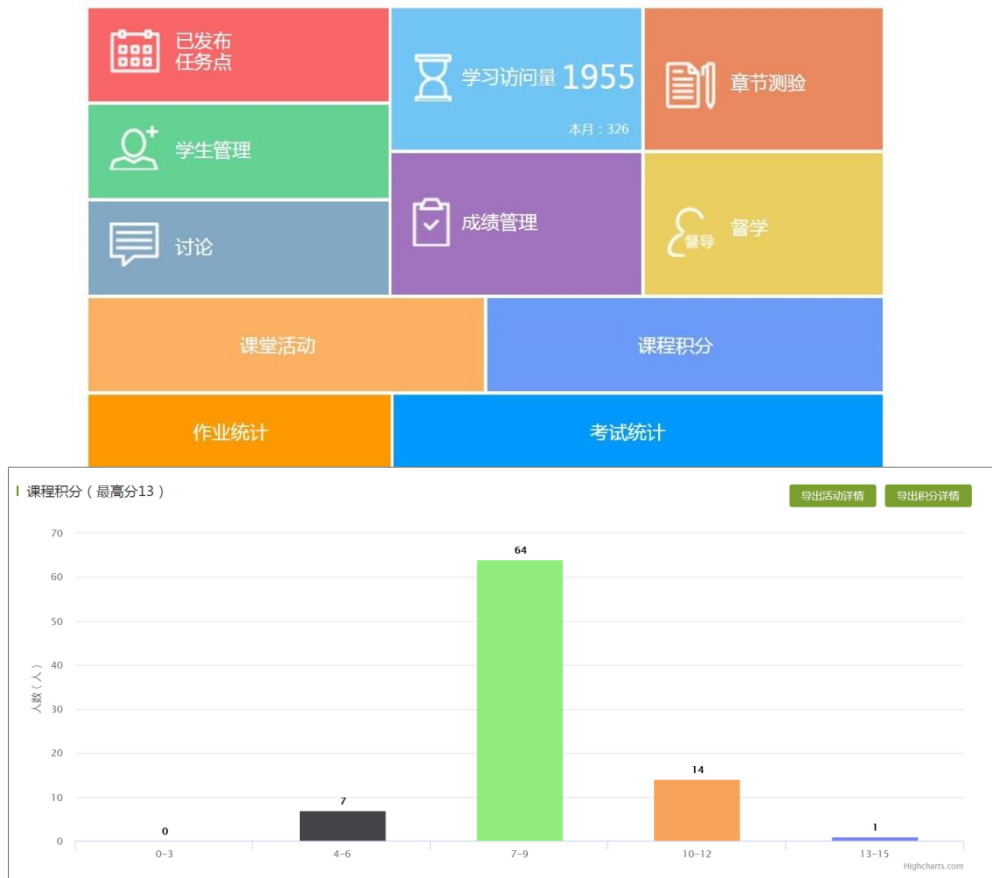 已发布
任务点
学习访问量 1955
本月：326
章节测验
学生管理
成绩管理
督导
督学
讨论
课堂活动
课程积分
作业统计
考试统计
课程积分（最高分13）
导出活动详情
导出积分详情
人数（人）
70
60
50
40
30
20
10
0
0
7
64
14
1
0-3
4-6
7-9
10-12
13-15
Highcharts.com